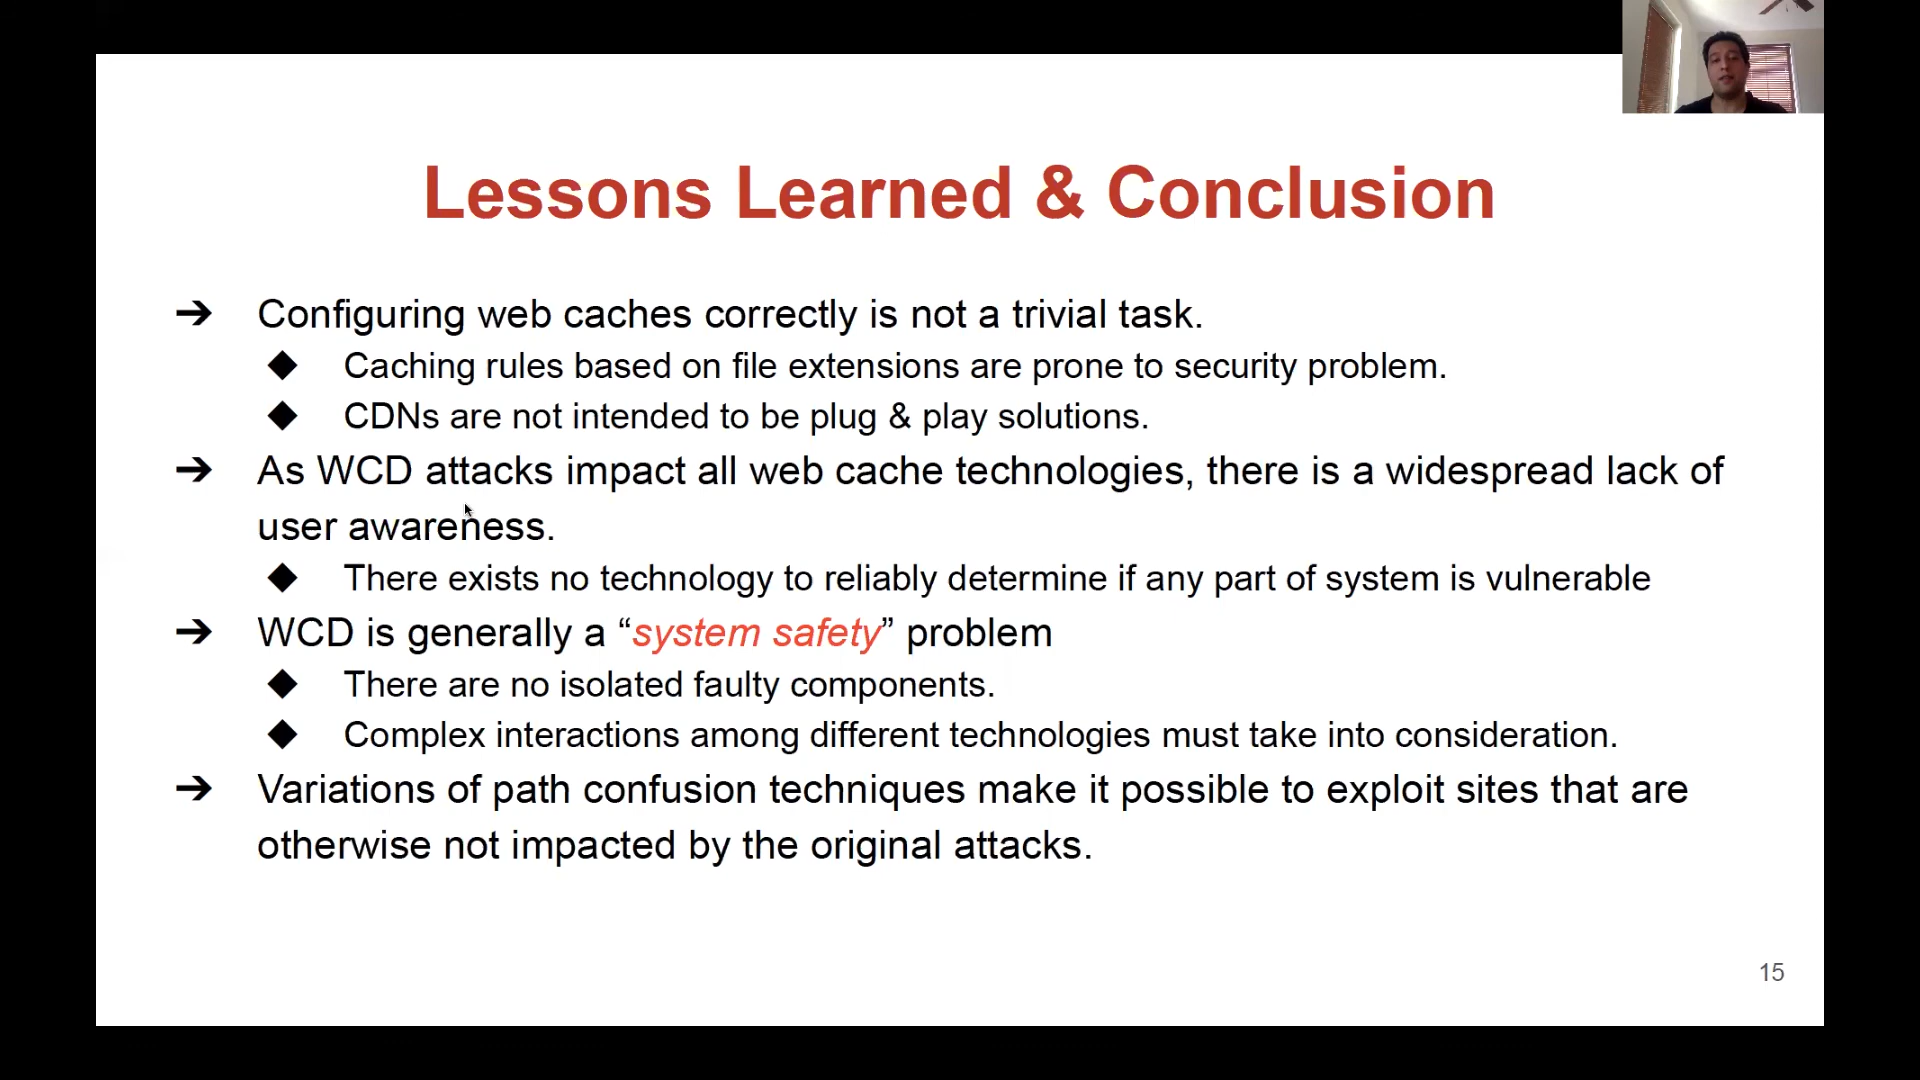 Lessons Learned & Conclusion
➔ Configuring web caches correctly is not a trivial task.
◆ Caching rules based on file extensions are prone to security problem.
◆ CDNs are not intended to be plug & play solutions.
➔ As WCD attacks impact all web cache technologies, there is a widespread lack of
user awareness.
◆ There exists no technology to reliably determine if any part of system is vulnerable
➔ WCD is generally a “system safety” problem
◆ There are no isolated faulty components.
◆ Complex interactions among different technologies must take into consideration.
➔ Variations of path confusion techniques make it possible to exploit sites that are
otherwise not impacted by the original attacks.
15